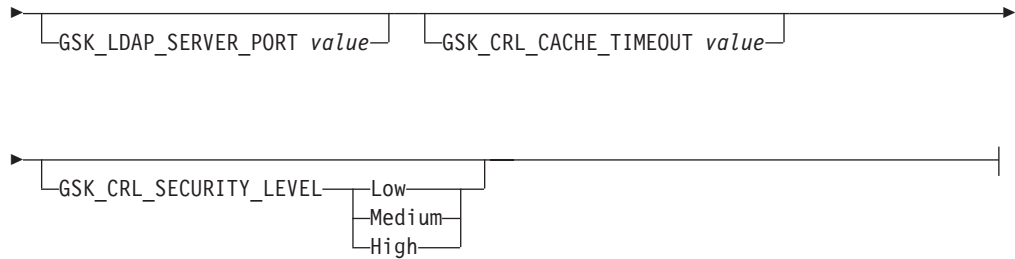 GSK_LDAP_SERVER_PORT value GSK_CRL_CACHE_TIMEOUT value
GSK_CRL_SECURITY_LEVEL Low
Medium
High